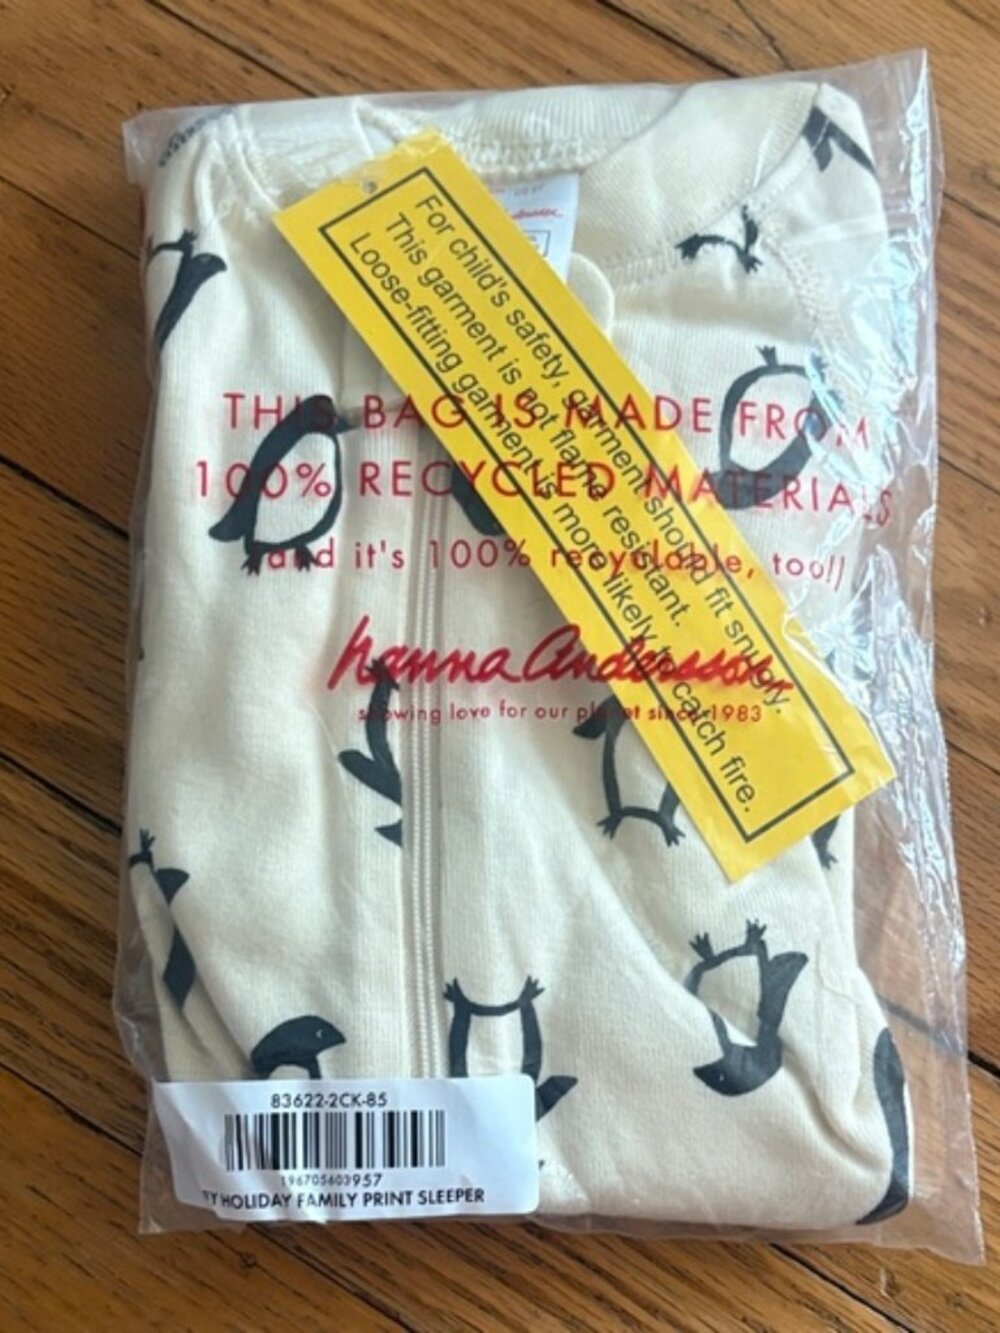 For child's safety, garment should fit snugly.
This garment is not flame resistant.
Loose-fitting garment is more likely to catch fire.
THIS BAG IS MADE FROM
100% RECYCLED MATERIALS
(and it's 100% recyclable, too!)
hanna Andersson
showing love for our planet since 1983
83622-2CK-85
196705603957
TY HOLIDAY FAMILY PRINT SLEEPER